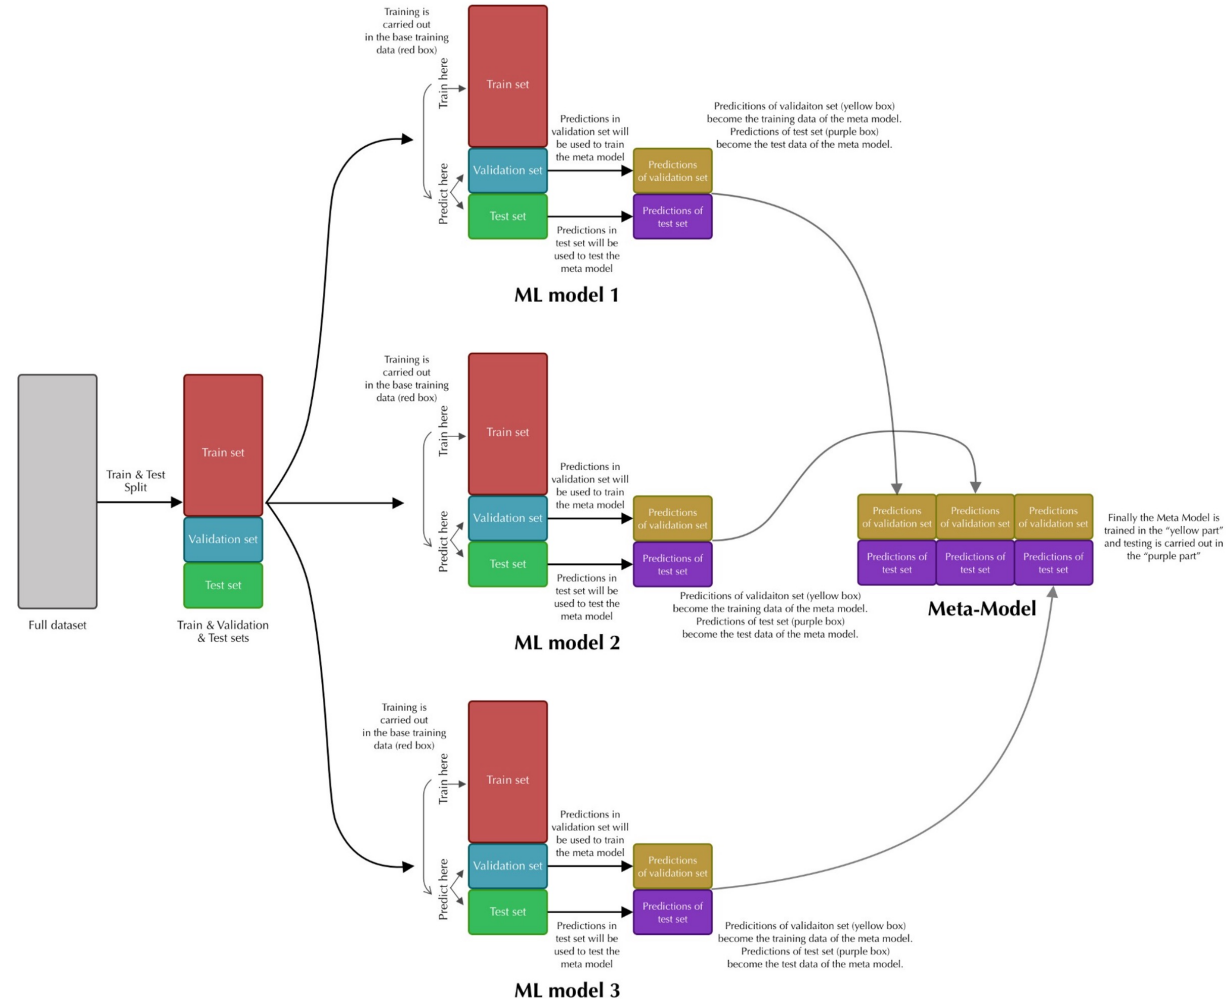 Full dataset
Train & Test
Split
Train set
Validation set
Test set
Train & Validation
& Test sets
Training is
carried out
in the base training
data (red box)
Train here
Predict here
Train set
Validation set
Test set
Predictions in
validation set will
be used to train
the meta model
Predictions in
test set will be
used to test the
meta model
Predictions
of validation set
Predictions of
test set
Predicitions of validaiton set (yellow box)
become the training data of the meta model.
Predictions of test set (purple box)
become the test data of the meta model.
ML model 1
Training is
carried out
in the base training
data (red box)
Train here
Predict here
Train set
Validation set
Test set
Predictions in
validation set will
be used to train
the meta model
Predictions in
test set will be
used to test the
meta model
Predictions
of validation set
Predictions of
test set
Predicitions of validaiton set (yellow box)
become the training data of the meta model.
Predictions of test set (purple box)
become the test data of the meta model.
ML model 2
Training is
carried out
in the base training
data (red box)
Train here
Predict here
Train set
Validation set
Test set
Predictions in
validation set will
be used to train
the meta model
Predictions in
test set will be
used to test the
meta model
Predictions
of validation set
Predictions of
test set
Predicitions of validaiton set (yellow box)
become the training data of the meta model.
Predictions of test set (purple box)
become the test data of the meta model.
ML model 3
Predictions
of validation set
Predictions
of validation set
Predictions
of validation set
Predictions of
test set
Predictions of
test set
Predictions of
test set
Meta-Model
Finally the Meta Model is
trained in the “yellow part”
and testing is carried out in
the “purple part”